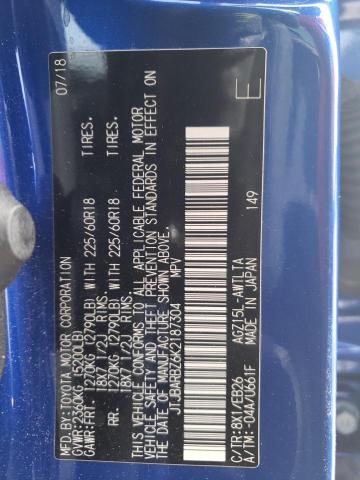 MFD.BY:TOYOTA MOTOR CORPORATION 07/18
GVWR:2360KG (5200LB)
GAWR:FRT. 1270KG (2790LB) WITH 225/60R18 TIRES.
18X7 1/2J RIMS
RR. 1270KG (2790LB) WITH 225/60R18 TIRES.
18X7 1/2J RIMS
THIS VEHICLE CONFORMS TO ALL APPLICABLE FEDERAL MOTOR
VEHICLE SAFETY AND THEFT PREVENTION STANDARDS IN EFFECT ON
THE DATE OF MANUFACTURE SHOWN ABOVE.
JTJBARBZ6K2187304 MPV
E
C/TR:8X1/EB26 AGZ15L-AWTLTA 149
A/TM:-04A/U661F MADE IN JAPAN